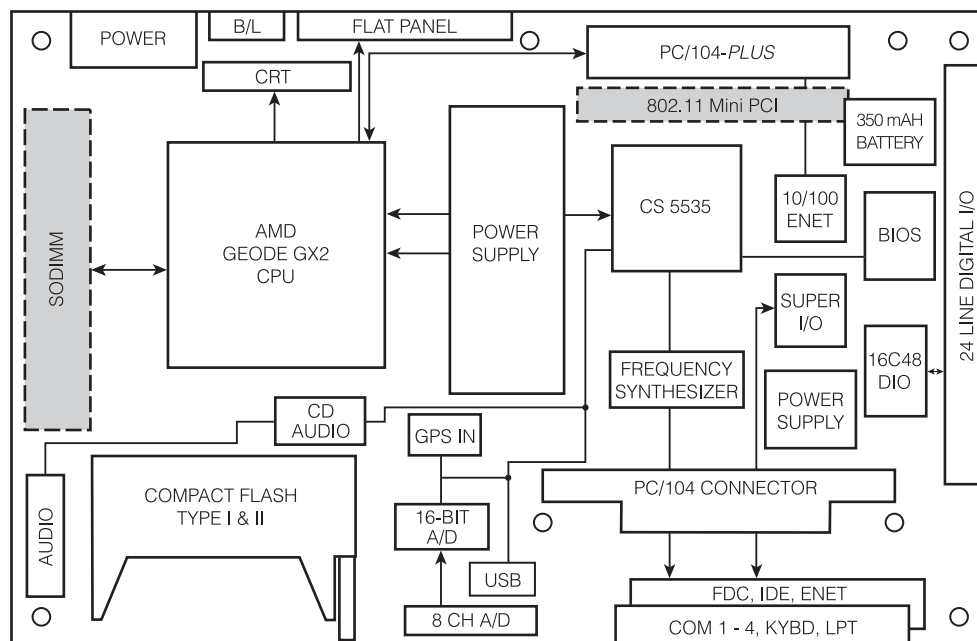 POWER
B/L
FLAT PANEL
CRT
PC/104-PLUS
802.11 Mini PCI
350 mAH
BATTERY
SODIMM
AMD
GEODE GX2
CPU
POWER
SUPPLY
CS 5535
10/100
ENET
BIOS
24 LINE DIGITAL I/O
SUPER
I/O
FREQUENCY
SYNTHESIZER
16C48
DIO
POWER
SUPPLY
CD
AUDIO
GPS IN
AUDIO
COMPACT FLASH
TYPE I & II
16-BIT
A/D
PC/104 CONNECTOR
USB
8 CH A/D
FDC, IDE, ENET
COM 1 - 4, KYBD, LPT